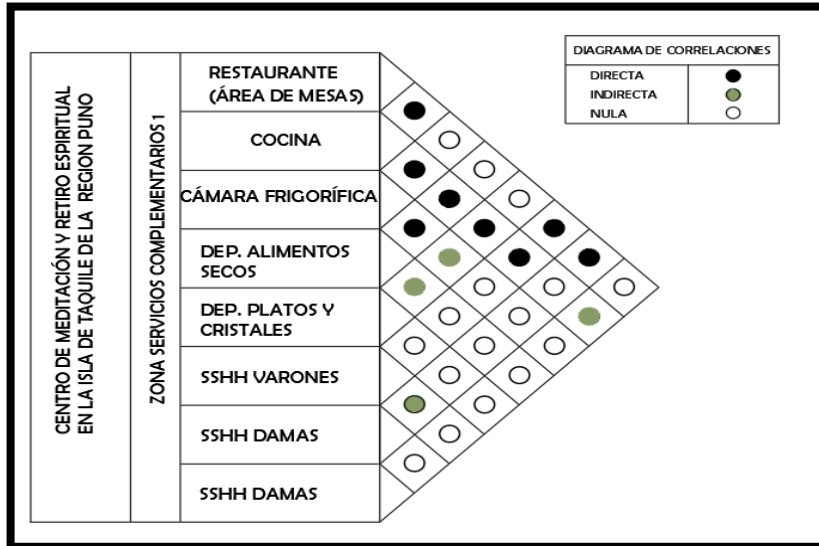 CENTRO DE MEDITACIÓN Y RETIRO ESPIRITUAL
EN LA ISLA DE TAQUILE DE LA REGION PUNO
ZONA SERVICIOS COMPLEMENTARIOS 1
RESTAURANTE
(ÁREA DE MESAS)
COCINA
CÁMARA FRIGORÍFICA
DEP. ALIMENTOS
SECOS
DEP. PLATOS Y
CRISTALES
SSHH VARONES
SSHH DAMAS
SSHH DAMAS
DIAGRAMA DE CORRELACIONES
DIRECTA
INDIRECTA
NULA